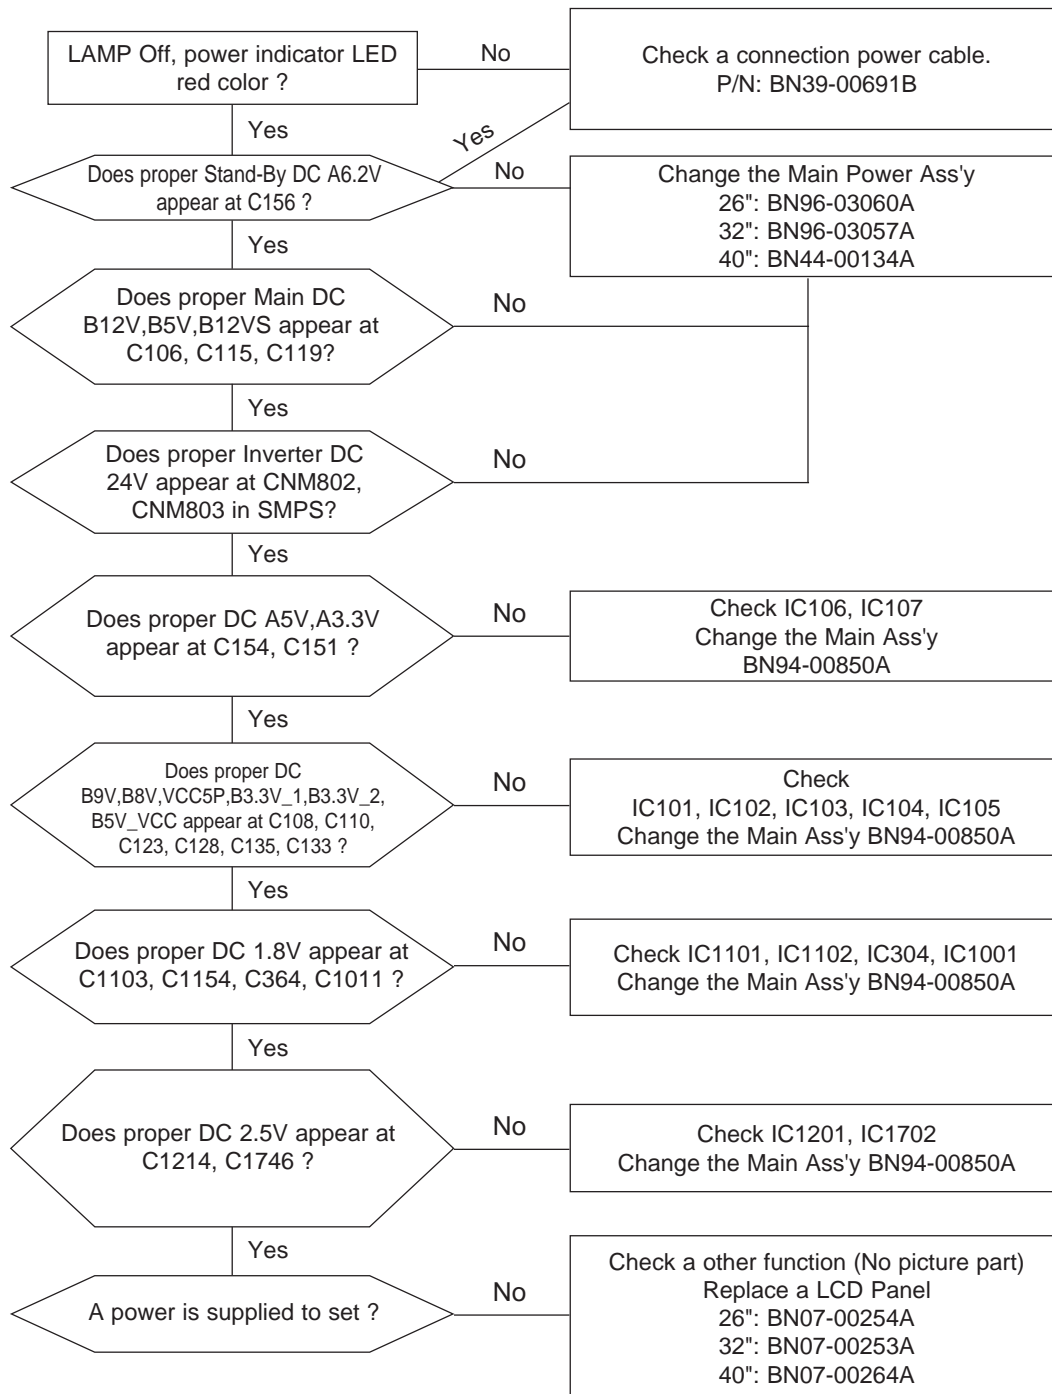 LAMP Off, power indicator LED
red color ?
No
Check a connection power cable.
P/N: BN39-00691B
Yes
Yes
Does proper Stand-By DC A6.2V
appear at C156 ?
No
Change the Main Power Ass'y
26": BN96-03060A
32": BN96-03057A
40": BN44-00134A
Yes
Does proper Main DC
B12V,B5V,B12VS appear at
C106, C115, C119?
No
Yes
Does proper Inverter DC
24V appear at CNM802,
CNM803 in SMPS?
No
Yes
Does proper DC A5V,A3.3V
appear at C154, C151 ?
No
Check IC106, IC107
Change the Main Ass'y
BN94-00850A
Yes
Does proper DC
B9V,B8V,VCC5P,B3.3V_1,B3.3V_2,
B5V_VCC appear at C108, C110,
C123, C128, C135, C133 ?
No
Check
IC101, IC102, IC103, IC104, IC105
Change the Main Ass'y BN94-00850A
Yes
Does proper DC 1.8V appear at
C1103, C1154, C364, C1011 ?
No
Check IC1101, IC1102, IC304, IC1001
Change the Main Ass'y BN94-00850A
Yes
Does proper DC 2.5V appear at
C1214, C1746 ?
No
Check IC1201, IC1702
Change the Main Ass'y BN94-00850A
Yes
A power is supplied to set ?
No
Check a other function (No picture part)
Replace a LCD Panel
26": BN07-00254A
32": BN07-00253A
40": BN07-00264A